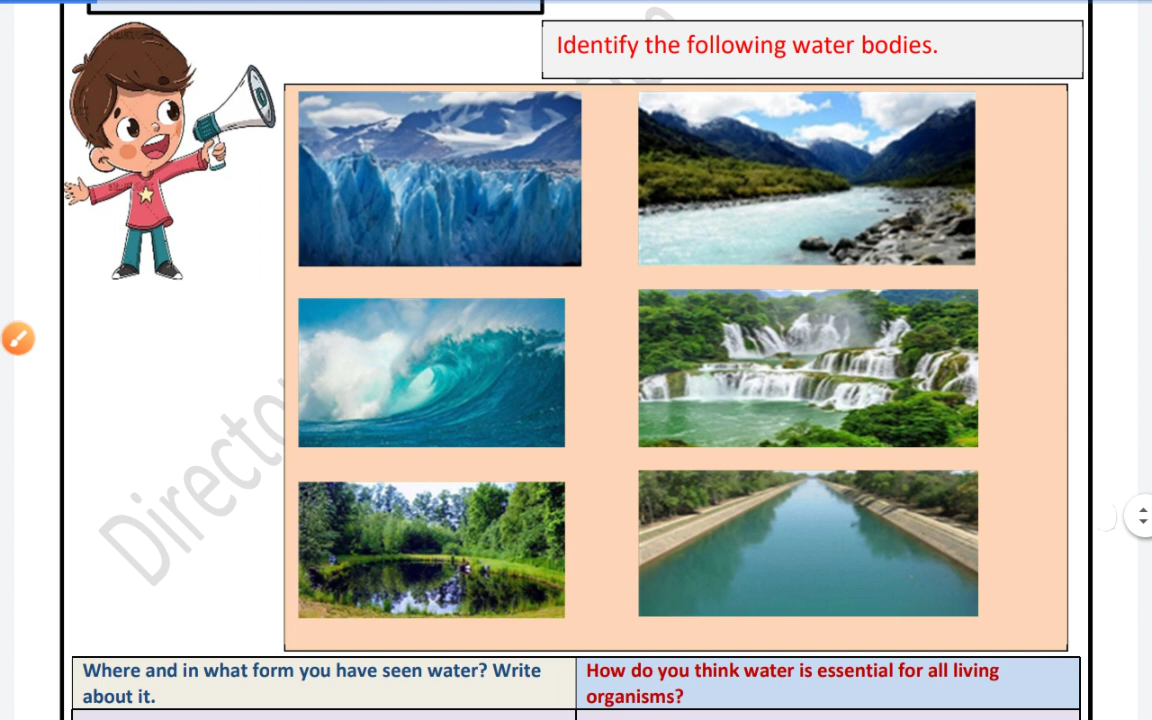 Identify the following water bodies.
Where and in what form you have seen water? Write
about it.
How do you think water is essential for all living
organisms?